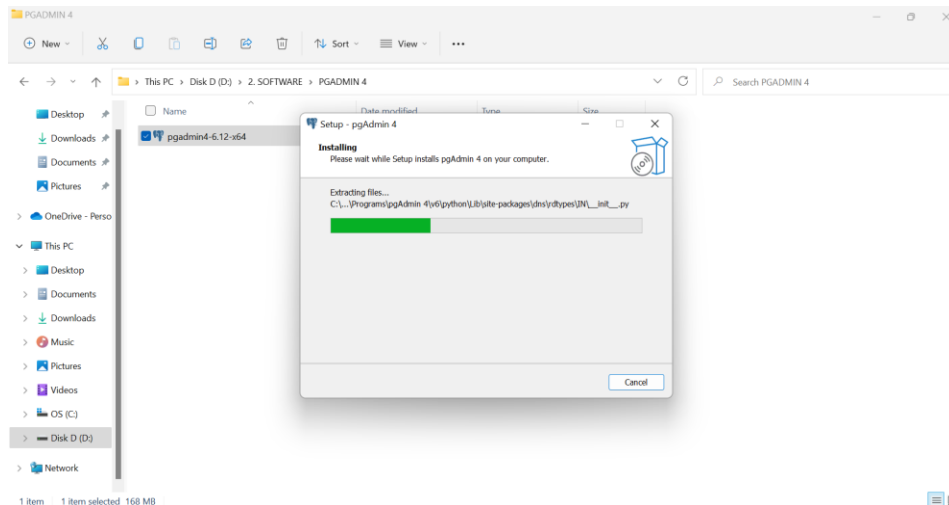 PGADMIN 4
New
Sort
View
This PC > Disk D (D:) > 2. SOFTWARE > PGADMIN 4
Search PGADMIN 4
Desktop
Downloads
Documents
Pictures
OneDrive - Perso
This PC
Desktop
Documents
Downloads
Music
Pictures
Videos
OS (C:)
Disk D (D:)
Network
Name
Date modified
Type
Size
pgadmin4-6.12-x64
Setup - pgAdmin 4
Installing
Please wait while Setup installs pgAdmin 4 on your computer.
Extracting files...
C:\...\Programs\pgAdmin 4\v6\python\Lib\site-packages\dns\rdtypes\IN\__init__.py
Cancel
1 item
1 item selected 168 MB